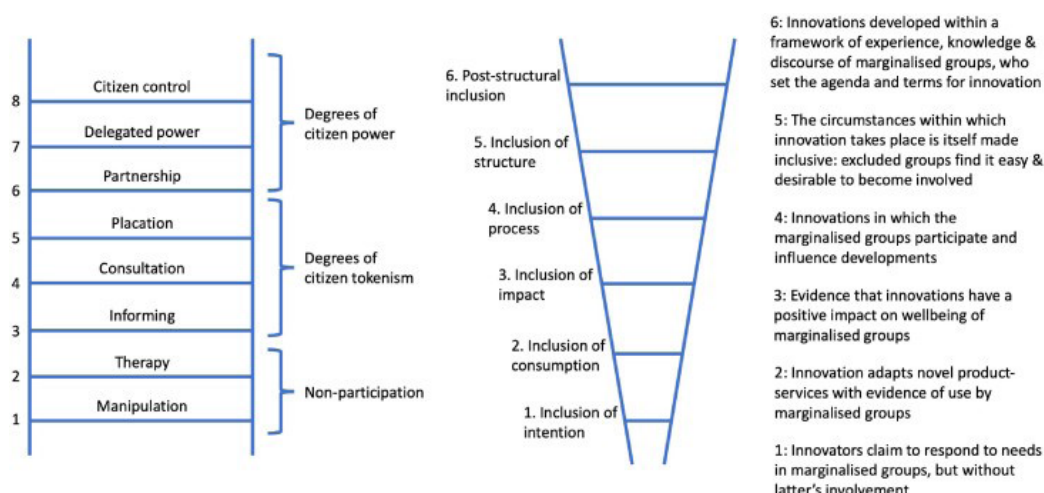 Citizen control
8
Delegated power
7
Partnership
6
Placation
5
Consultation
4
Informing
3
Therapy
2
Manipulation
1
Degrees of
citizen power
Degrees of
citizen tokenism
Non-participation
6. Post-structural
inclusion
5. Inclusion of
structure
4. Inclusion of
process
3. Inclusion of
impact
2. Inclusion of
consumption
1. Inclusion of
intention
6: Innovations developed within a
framework of experience, knowledge &
discourse of marginalised groups, who
set the agenda and terms for innovation
5: The circumstances within which
innovation takes place is itself made
inclusive: excluded groups find it easy &
desirable to become involved
4: Innovations in which the
marginalised groups participate and
influence developments
3: Evidence that innovations have a
positive impact on wellbeing of
marginalised groups
2: Innovation adapts novel product-
services with evidence of use by
marginalised groups
1: Innovators claim to respond to needs
in marginalised groups, but without
latter's involvement